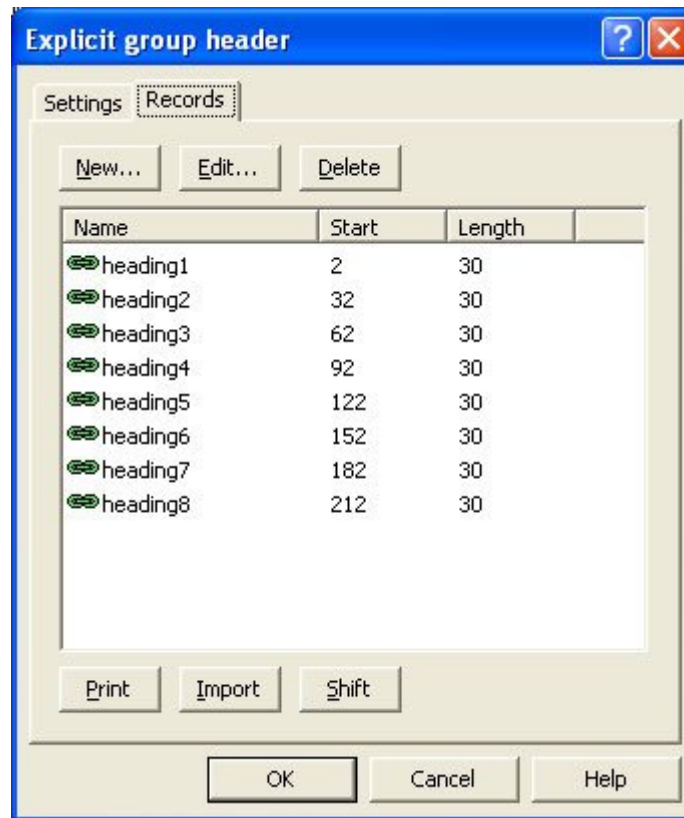 Explicit group header
Settings Records
New... Edit... Delete
Name Start Length
heading1 2 30
heading2 32 30
heading3 62 30
heading4 92 30
heading5 122 30
heading6 152 30
heading7 182 30
heading8 212 30
Print Import Shift
OK Cancel Help